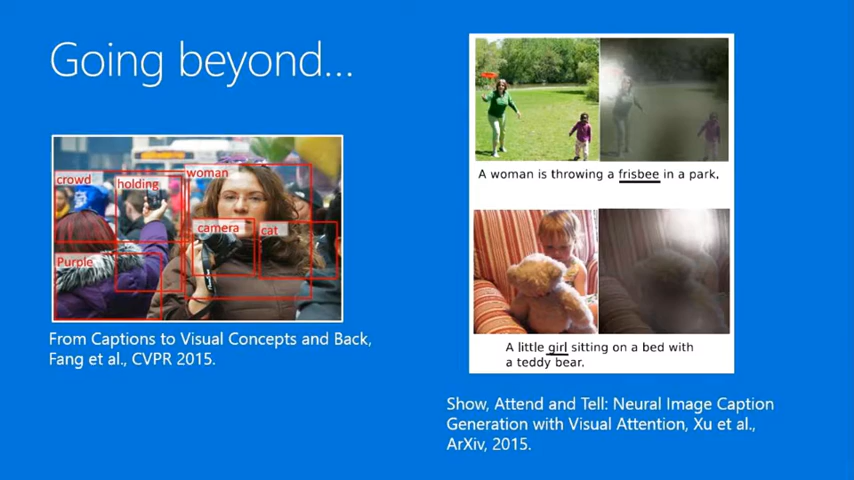 Going beyond...
crowd
holding
woman
camera
cat
Purple
From Captions to Visual Concepts and Back,
Fang et al., CVPR 2015.
A woman is throwing a frisbee in a park.
A little girl sitting on a bed with
a teddy bear.
Show, Attend and Tell: Neural Image Caption
Generation with Visual Attention, Xu et al.,
ArXiv, 2015.